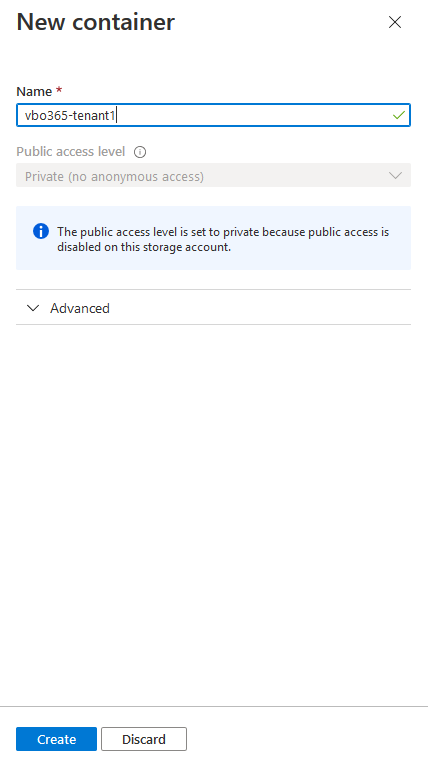 New container
Name *
vbo365-tenant1
Public access level
Private (no anonymous access)
The public access level is set to private because public access is
disabled on this storage account.
Advanced
Create
Discard